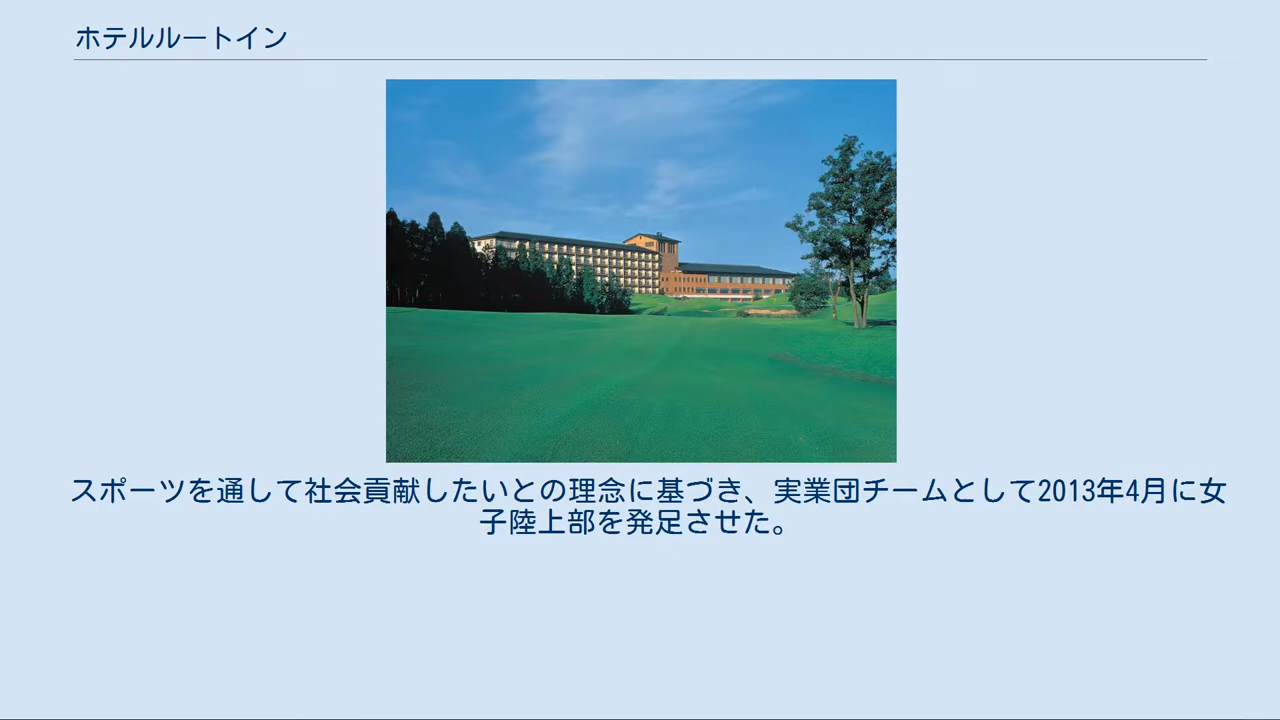 ホテルルートイン
スポーツを通して社会貢献したいとの理念に基づき、実業団チームとして2013年4月に女
子陸上部を発足させた。